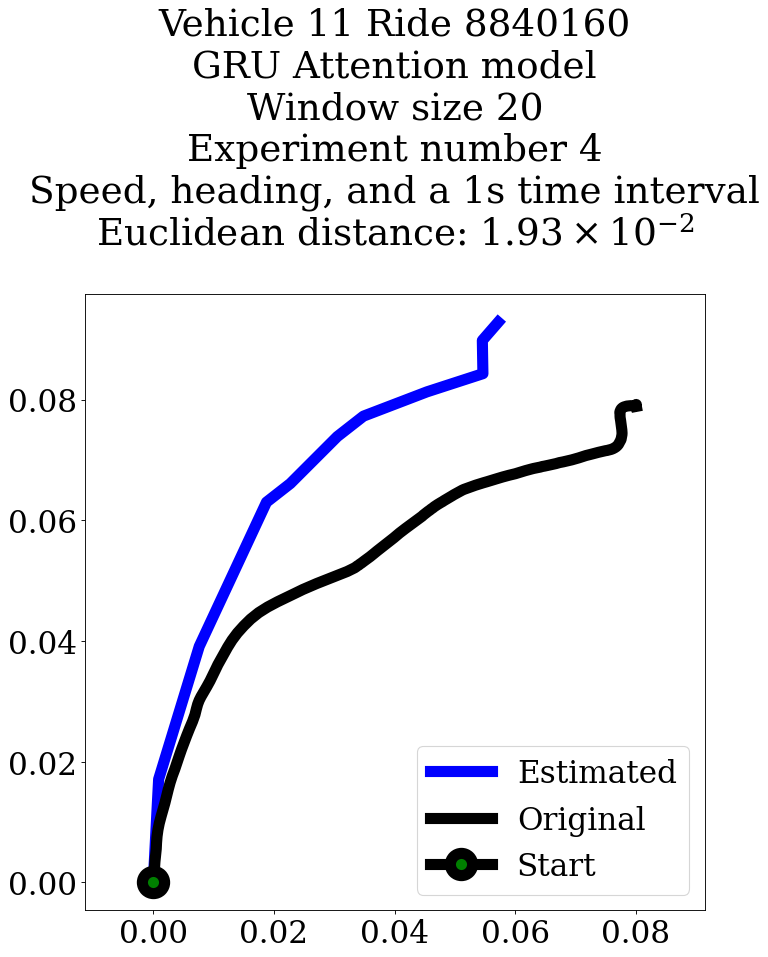 Vehicle 11 Ride 8840160
GRU Attention model
Window size 20
Experiment number 4
Speed, heading, and a 1s time interval
Euclidean distance: 1.93 × 10⁻²
0.08
0.06
0.04
0.02
0.00
Estimated
Original
Start
0.00 0.02 0.04 0.06 0.08